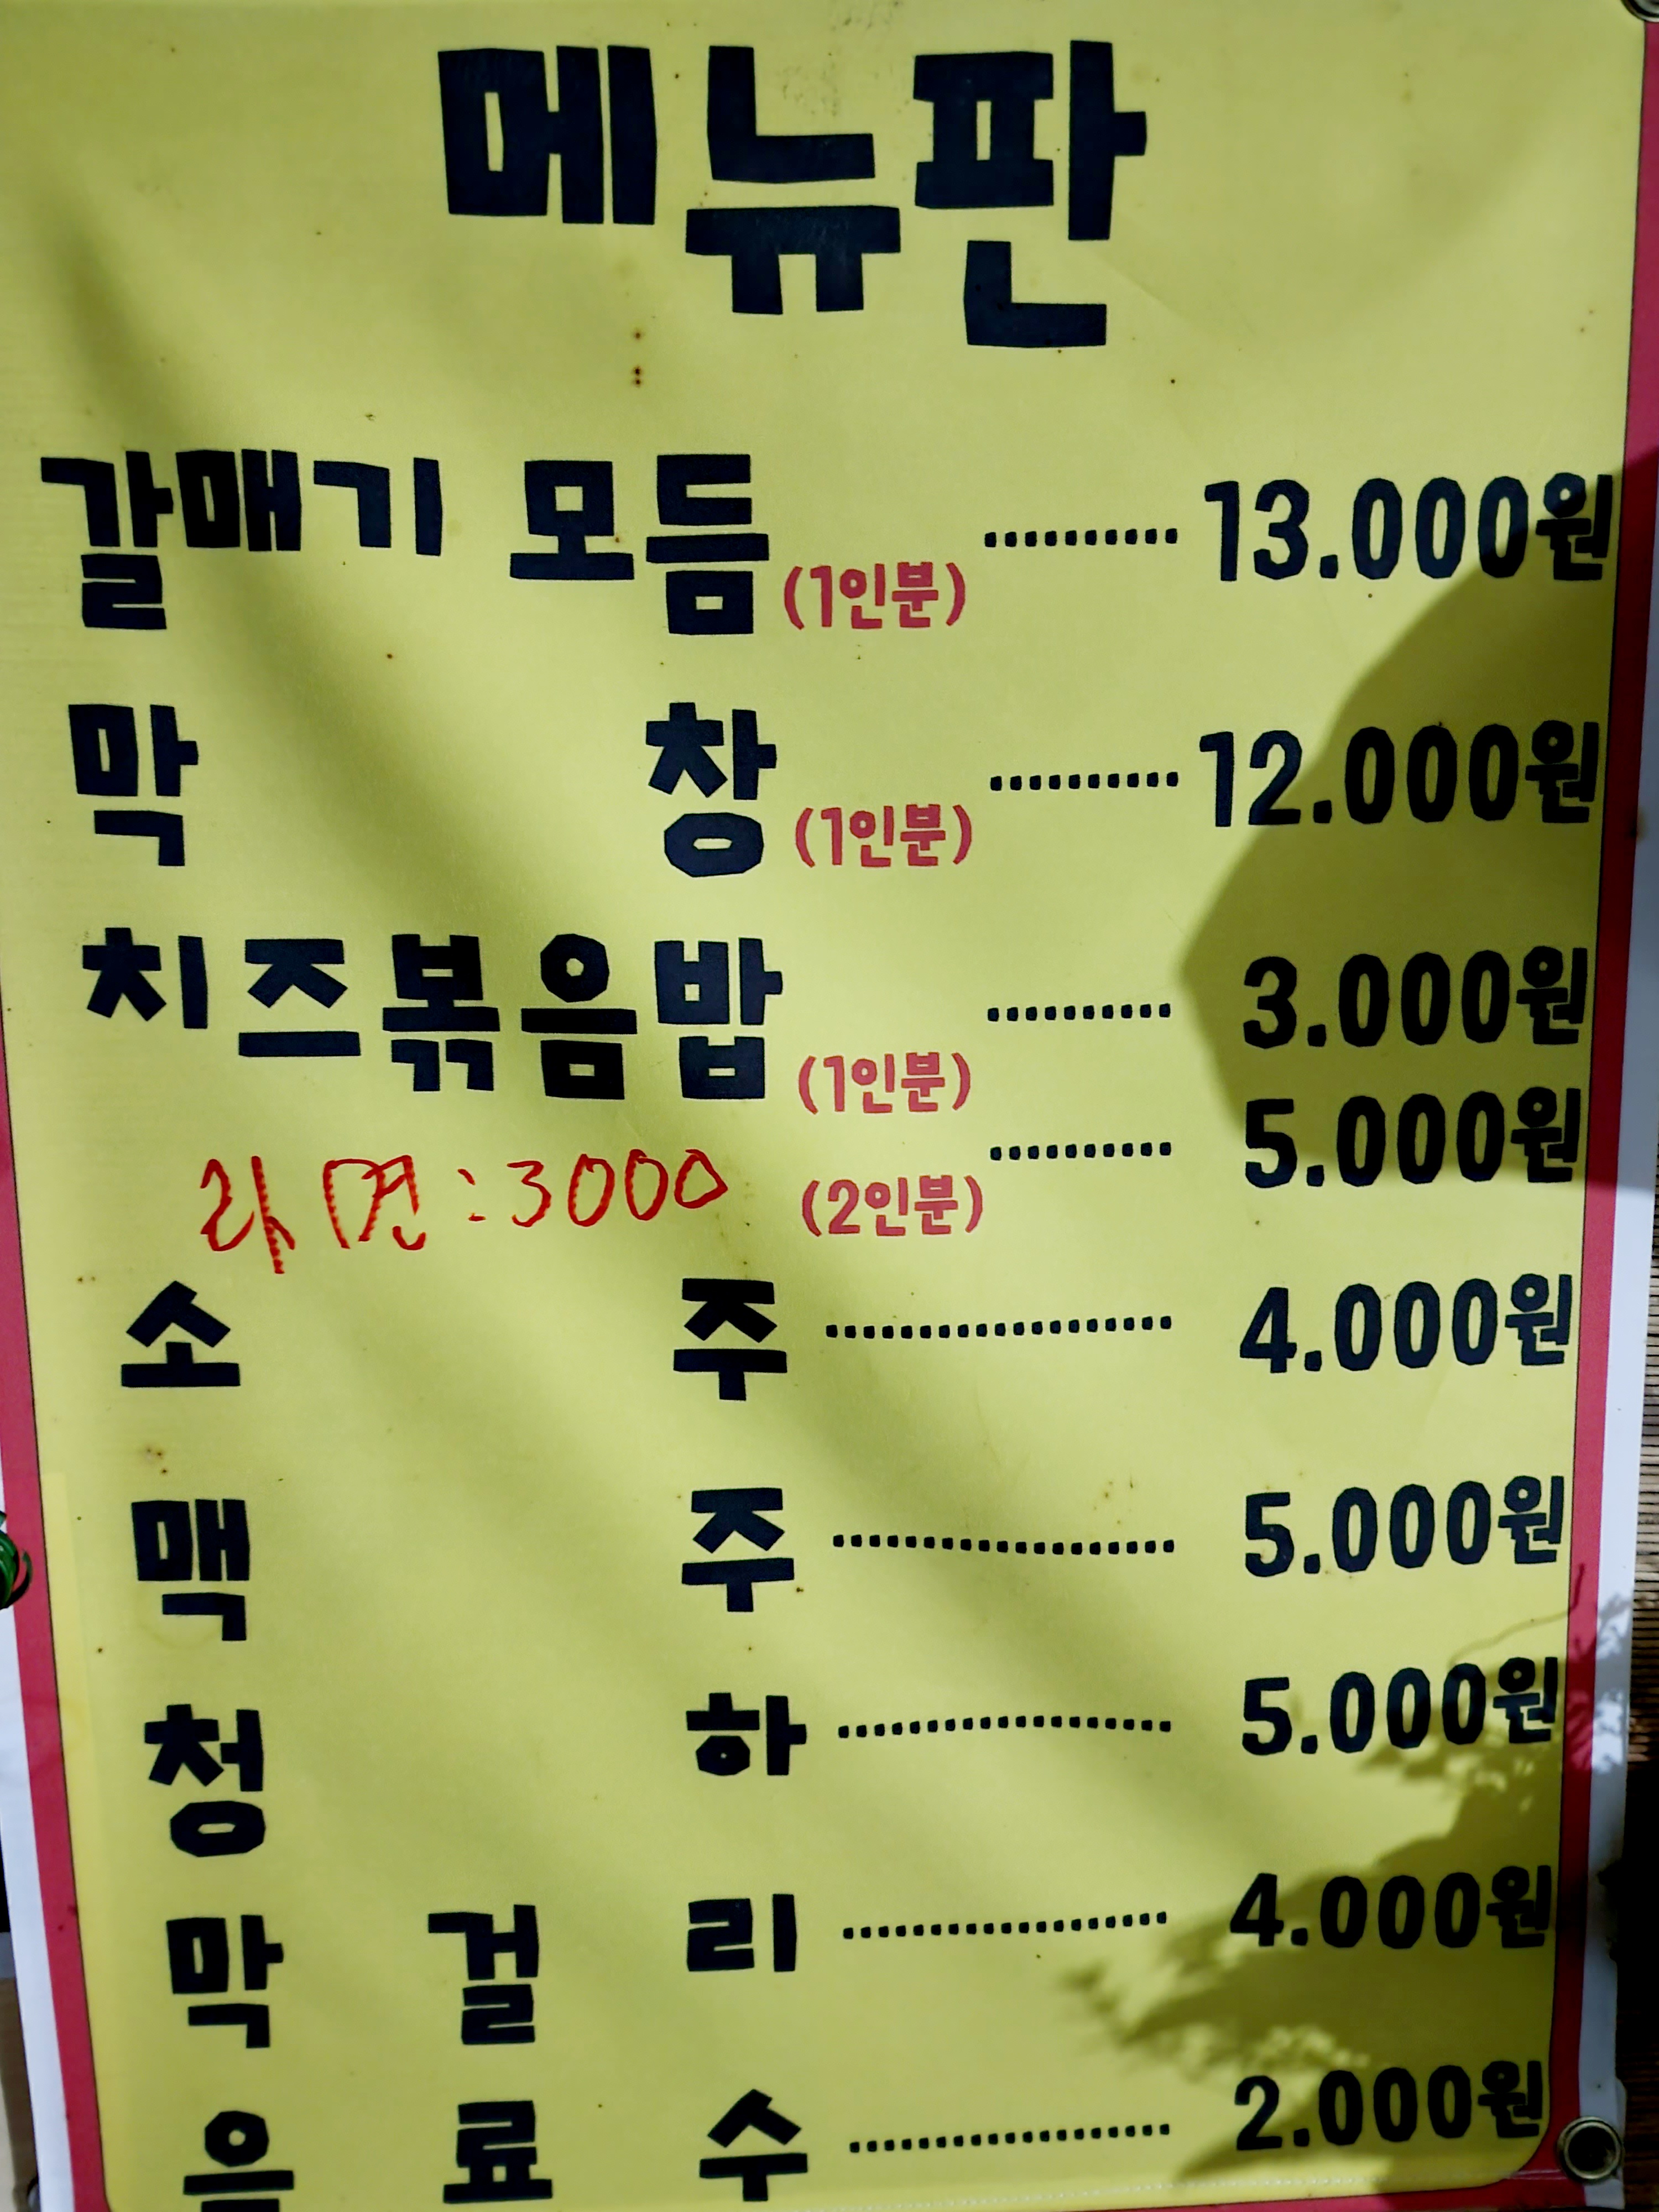 메뉴판
갈매기 모듬 (1인분) .......... 13.000원
막 창 (1인분) .......... 12.000원
치즈볶음밥 (1인분) .......... 3.000원
라면:3000 (2인분) .......... 5.000원
소 주 .................... 4.000원
맥 주 .................... 5.000원
청 하 .................... 5.000원
막 걸 리 ................... 4.000원
음 료 수 ................... 2.000원